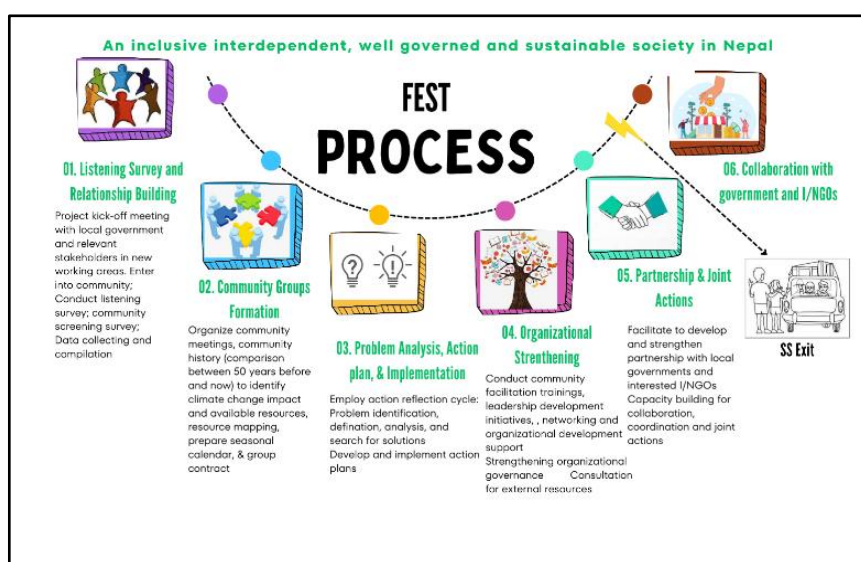 An inclusive interdependent, well governed and sustainable society in Nepal
FEST
PROCESS
01. Listening Survey and
Relationship Building
Project kick-off meeting
with local government
and relevant
stakeholders in new
working areas. Enter
into community;
Conduct listening
survey; community
screening survey;
Data collecting and
compilation
02. Community Groups
Formation
Organize community
meetings, community
history (comparison
between 50 years before
and now) to identify
climate change impact
and available resources,
resource mapping,
prepare seasonal
calendar, & group
contract
03. Problem Analysis, Action
plan, & Implementation
Employ action reflection cycle:
Problem identification,
defination, analysis, and
search for solutions
Develop and implement action
plans
04. Organizational
Strenthening
Conduct community
facilitation trainings,
leadership development
initiatives, , networking and
organizational development
support
Strengthening organizational
governance Consultation
for external resources
05. Partnership & Joint
Actions
Facilitate to develop
and strengthen
partnership with local
governments and
interested I/NGOs
Capacity building for
collaboration,
coordination and joint
actions
06. Collaboration with
government and I/NGOs
SS Exit